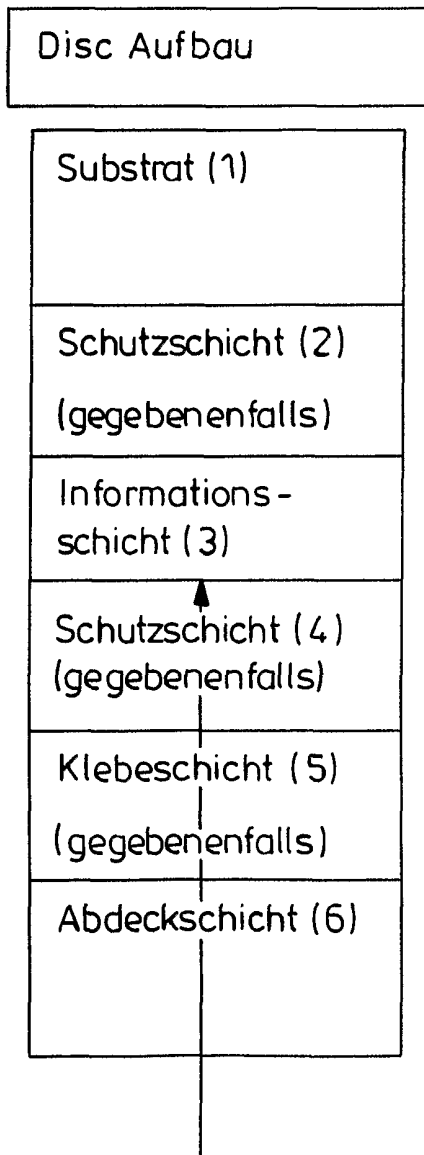 Disc Aufbau
Substrat (1)
Schutzschicht (2)
(gegebenenfalls)
Informations-
schicht (3)
Schutzschicht (4)
(gegebenenfalls)
Klebeschicht (5)
(gegebenenfalls)
Abdeckschicht (6)